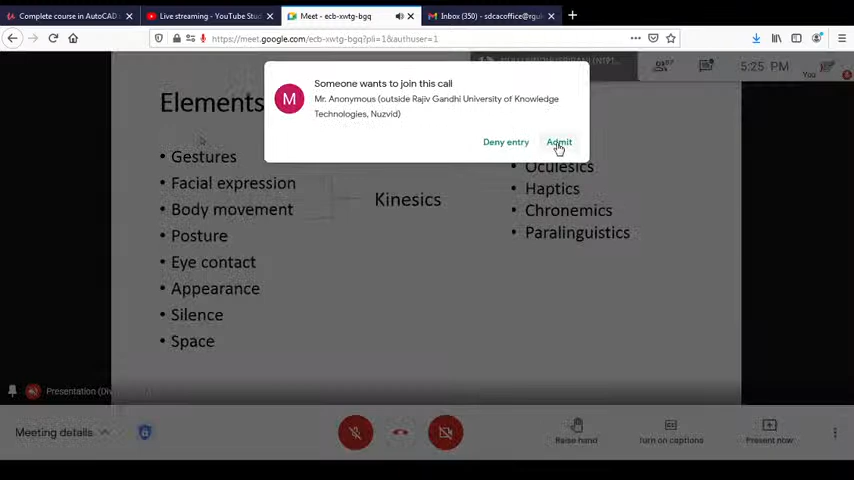 Complete course in AutoCAD
Live streaming - YouTube Stud
Meet - ecb-xwtg-bgq
Inbox (350) - sdcacoffice@rgui
https://meet.google.com/ecb-xwtg-bgq?pli=1&authuser=1
5:25 PM
You
Someone wants to join this call
M
Mr. Anonymous (outside Rajiv Gandhi University of Knowledge
Technologies, Nuzvid)
Deny entry
Admit
Elements
• Gestures
• Facial expression
• Body movement
• Posture
• Eye contact
• Appearance
• Silence
• Space
Kinesics
• Oculesics
• Haptics
• Chronemics
• Paralinguistics
Presentation
Meeting details
Raise hand
Turn on captions
Present now